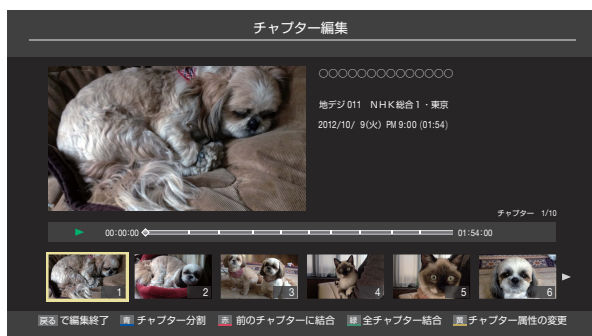 チャプター編集
○○○○○○○○○○○○○○
地デジ 011 NHK総合1・東京
2012/10/ 9(火) PM 9:00 (01:54)
チャプター 1/10
00:00:00 01:54:00
1 2 3 4 5 6
戻る で編集終了 青 チャプター分割 赤 前のチャプターに結合 緑 全チャプター結合 黄 チャプター属性の変更